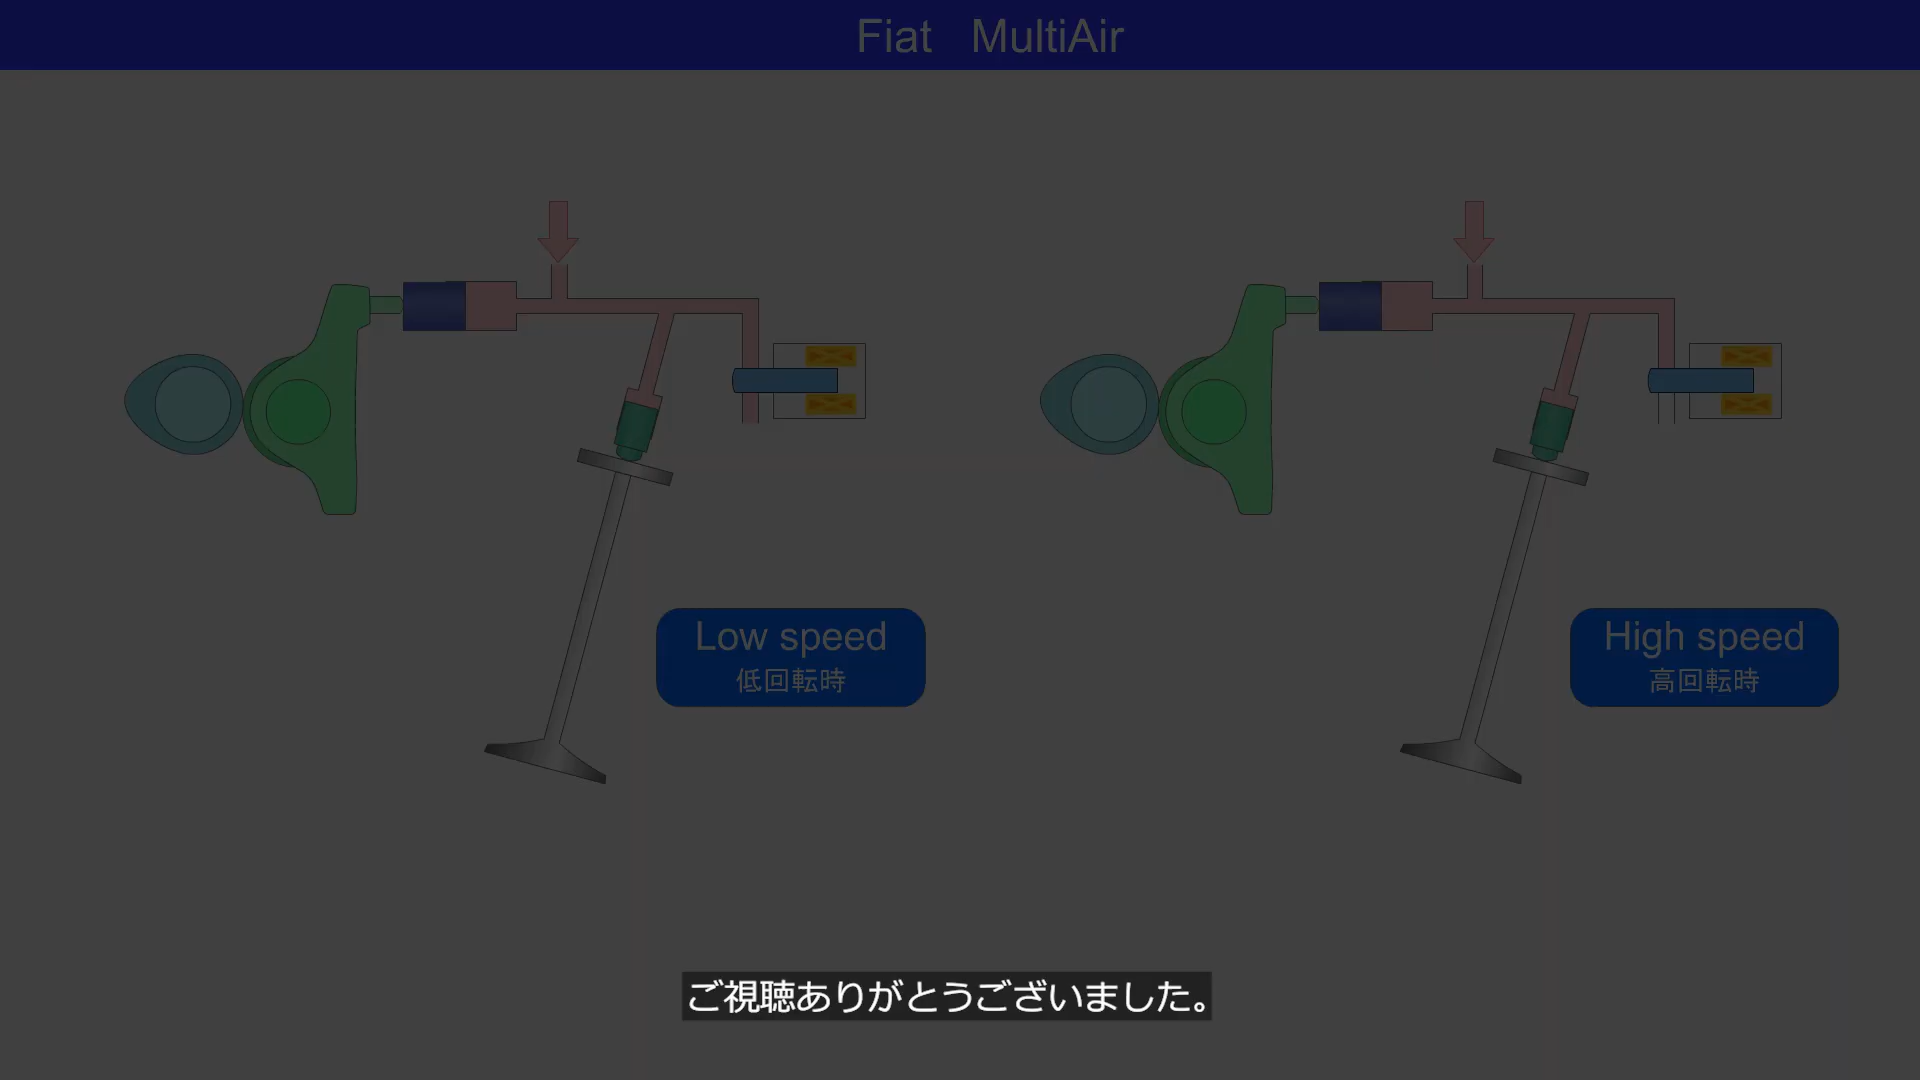 Fiat MultiAir
Low speed
低回転時
High speed
高回転時
ご視聴ありがとうございました。